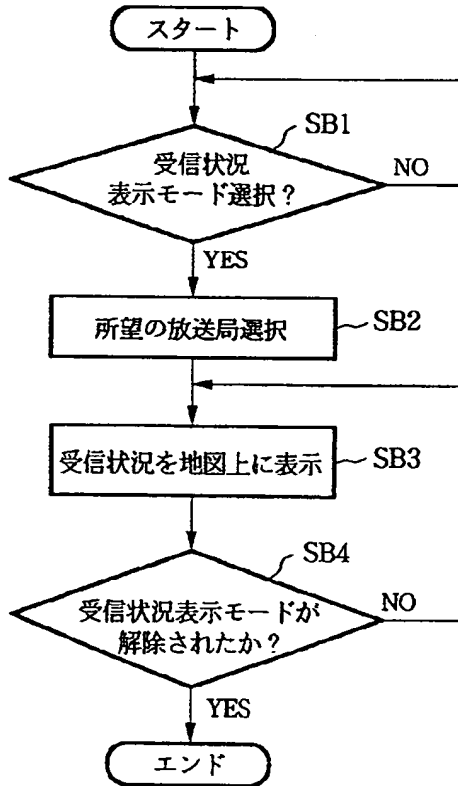 スタート
SB1
受信状況
表示モード選択?
NO
YES
所望の放送局選択
SB2
受信状況を地図上に表示
SB3
SB4
受信状況表示モードが
解除されたか?
NO
YES
エンド